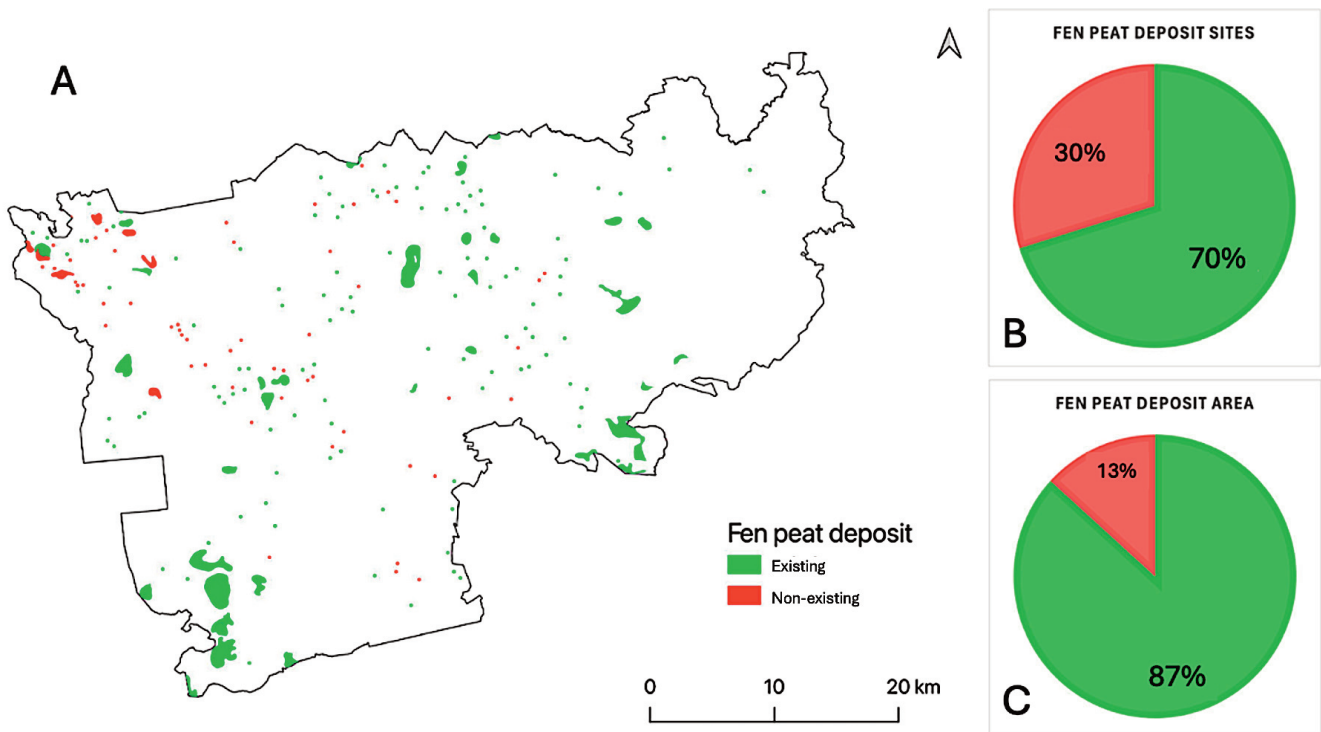 A
Fen peat deposit
Existing
Non-existing
0 10 20 km
FEN PEAT DEPOSIT SITES
30%
70%
B
FEN PEAT DEPOSIT AREA
13%
87%
C